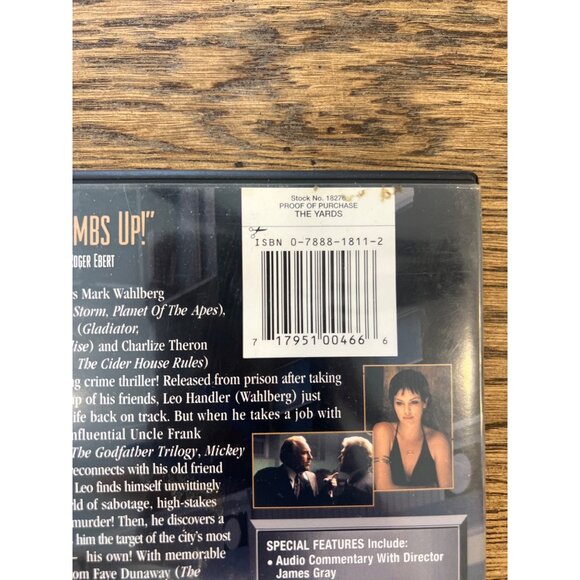 Stock No. 18276
PROOF OF PURCHASE
THE YARDS
ISBN 0-7888-1811-2
7 17951 00466 6
MBS UP!"
ROGER EBERT
s Mark Wahlberg
Storm, Planet Of The Apes),
(Gladiator,
ise) and Charlize Theron
The Cider House Rules)
ng crime thriller! Released from prison after taking
p of his friends, Leo Handler (Wahlberg) just
ife back on track. But when he takes a job with
nfluential Uncle Frank
The Godfather Trilogy, Mickey
reconnects with his old friend
Leo finds himself unwittingly
ld of sabotage, high-stakes
murder! Then, he discovers a
him the target of the city's most
– his own! With memorable
om Faye Dunaway (The
SPECIAL FEATURES Include:
• Audio Commentary With Director
James Gray